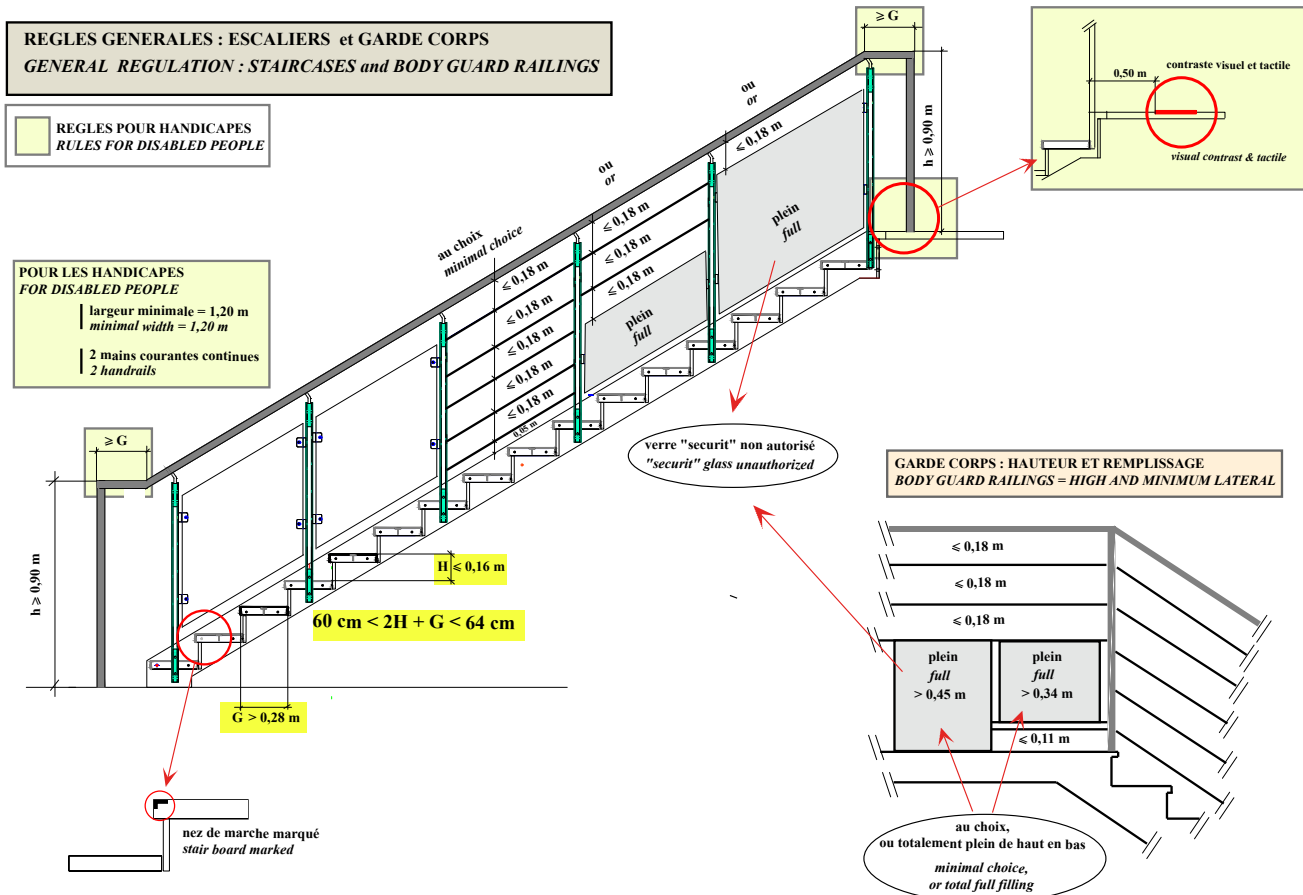 REGLES GENERALES : ESCALIERS et GARDE CORPS
GENERAL REGULATION : STAIRCASES and BODY GUARD RAILINGS
REGLES POUR HANDICAPES
RULES FOR DISABLED PEOPLE
POUR LES HANDICAPES
FOR DISABLED PEOPLE
largeur minimale = 1,20 m
minimal width = 1,20 m
2 mains courantes continues
2 handrails
≥ G
h ≥ 0,90 m
≥ G
h ≥ 0,90 m
au choix
minimal choice
ou
or
ou
or
≤ 0,18 m
≤ 0,18 m
≤ 0,18 m
≤ 0,18 m
≤ 0,18 m
0,05 m
≤ 0,18 m
≤ 0,18 m
≤ 0,18 m
plein
full
≤ 0,18 m
plein
full
0,50 m
contraste visuel et tactile
visual contrast & tactile
verre "securit" non autorisé
"securit" glass unauthorized
H ≤ 0,16 m
60 cm < 2H + G < 64 cm
G > 0,28 m
nez de marche marqué
stair board marked
GARDE CORPS : HAUTEUR ET REMPLISSAGE
BODY GUARD RAILINGS = HIGH AND MINIMUM LATERAL
≤ 0,18 m
≤ 0,18 m
≤ 0,18 m
plein
full
> 0,45 m
plein
full
> 0,34 m
≤ 0,11 m
au choix,
ou totalement plein de haut en bas
minimal choice,
or total full filling